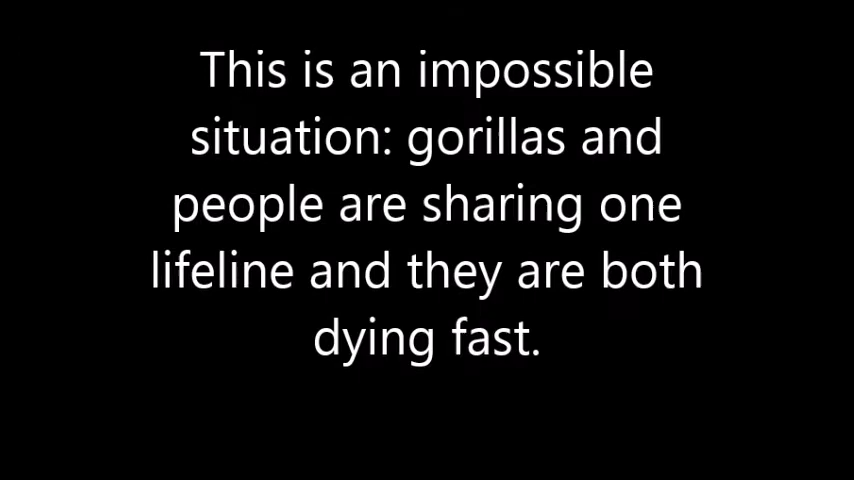 This is an impossible
situation: gorillas and
people are sharing one
lifeline and they are both
dying fast.